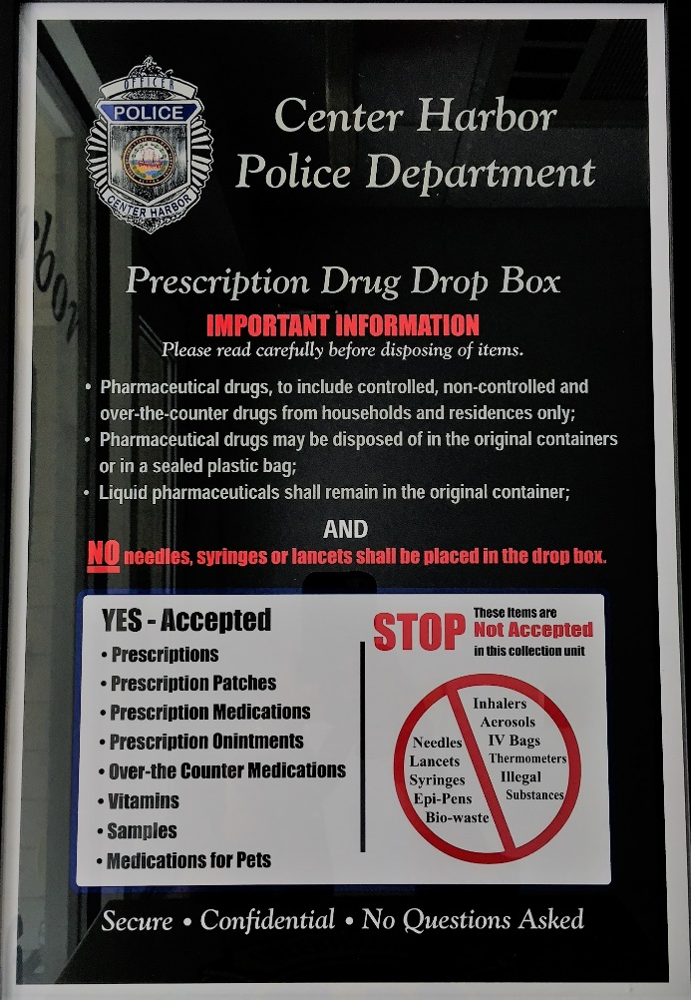 OFFICER
POLICE
CENTER HARBOR
Center Harbor
Police Department
Prescription Drug Drop Box
IMPORTANT INFORMATION
Please read carefully before disposing of items.
• Pharmaceutical drugs, to include controlled, non-controlled and
over-the-counter drugs from households and residences only;
• Pharmaceutical drugs may be disposed of in the original containers
or in a sealed plastic bag;
• Liquid pharmaceuticals shall remain in the original container;
AND
NO needles, syringes or lancets shall be placed in the drop box.
YES - Accepted
• Prescriptions
• Prescription Patches
• Prescription Medications
• Prescription Onintments
• Over-the Counter Medications
• Vitamins
• Samples
• Medications for Pets
STOP
These Items are
Not Accepted
in this collection unit
Needles
Lancets
Syringes
Epi-Pens
Bio-waste
Inhalers
Aerosols
IV Bags
Thermometers
Illegal
Substances
Secure • Confidential • No Questions Asked